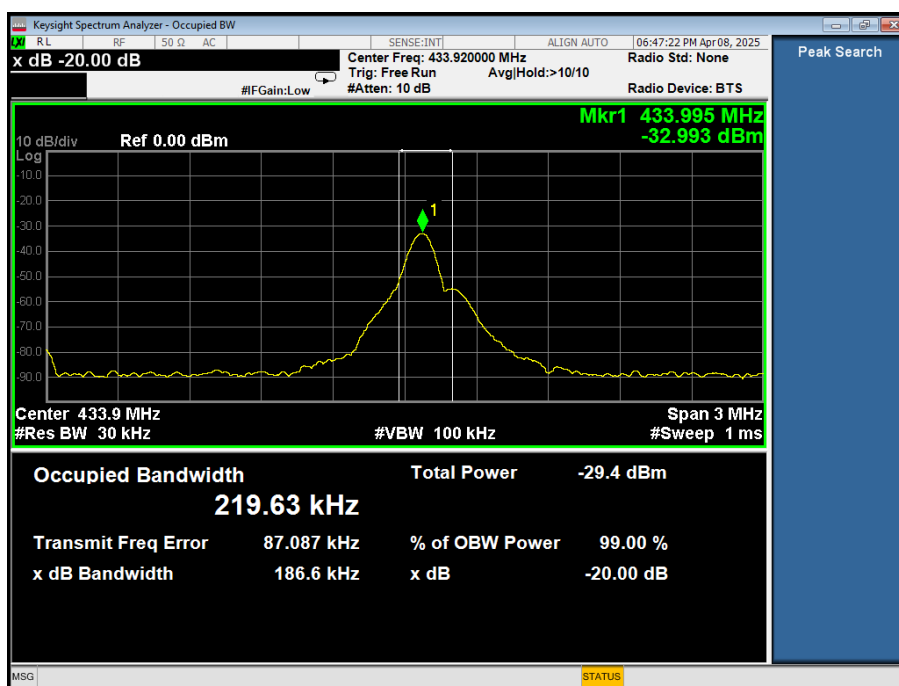 Keysight Spectrum Analyzer - Occupied BW
LXI RL RF 50 Ω AC SENSE:INT ALIGN AUTO 06:47:22 PM Apr 08, 2025
x dB -20.00 dB Center Freq: 433.920000 MHz Radio Std: None
Trig: Free Run Avg|Hold:>10/10
#IFGain:Low #Atten: 10 dB Radio Device: BTS
Peak Search
Mkr1 433.995 MHz
10 dB/div Ref 0.00 dBm -32.993 dBm
Log
-10.0
-20.0
1
-30.0
-40.0
-50.0
-60.0
-70.0
-80.0
-90.0
Center 433.9 MHz Span 3 MHz
#Res BW 30 kHz #VBW 100 kHz #Sweep 1 ms
Occupied Bandwidth Total Power -29.4 dBm
219.63 kHz
Transmit Freq Error 87.087 kHz % of OBW Power 99.00 %
x dB Bandwidth 186.6 kHz x dB -20.00 dB
MSG STATUS